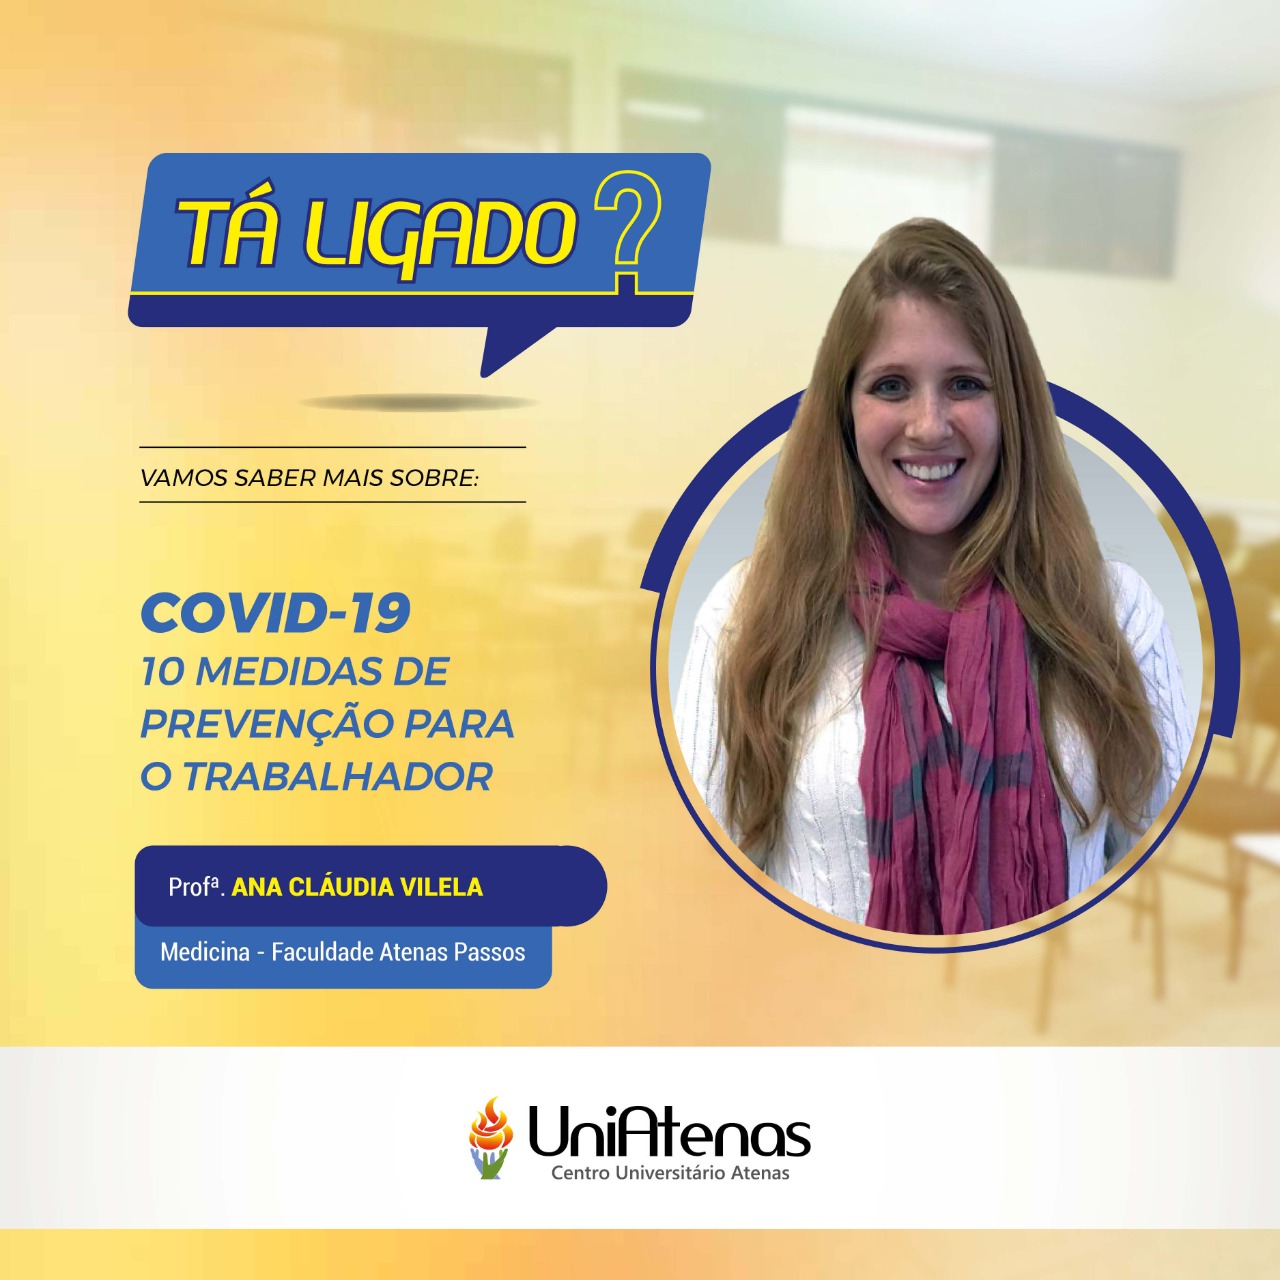 TÁ LIGADO?
VAMOS SABER MAIS SOBRE:
COVID-19
10 MEDIDAS DE
PREVENÇÃO PARA
O TRABALHADOR
Profª. ANA CLÁUDIA VILELA
Medicina - Faculdade Atenas Passos
UniAtenas
Centro Universitário Atenas